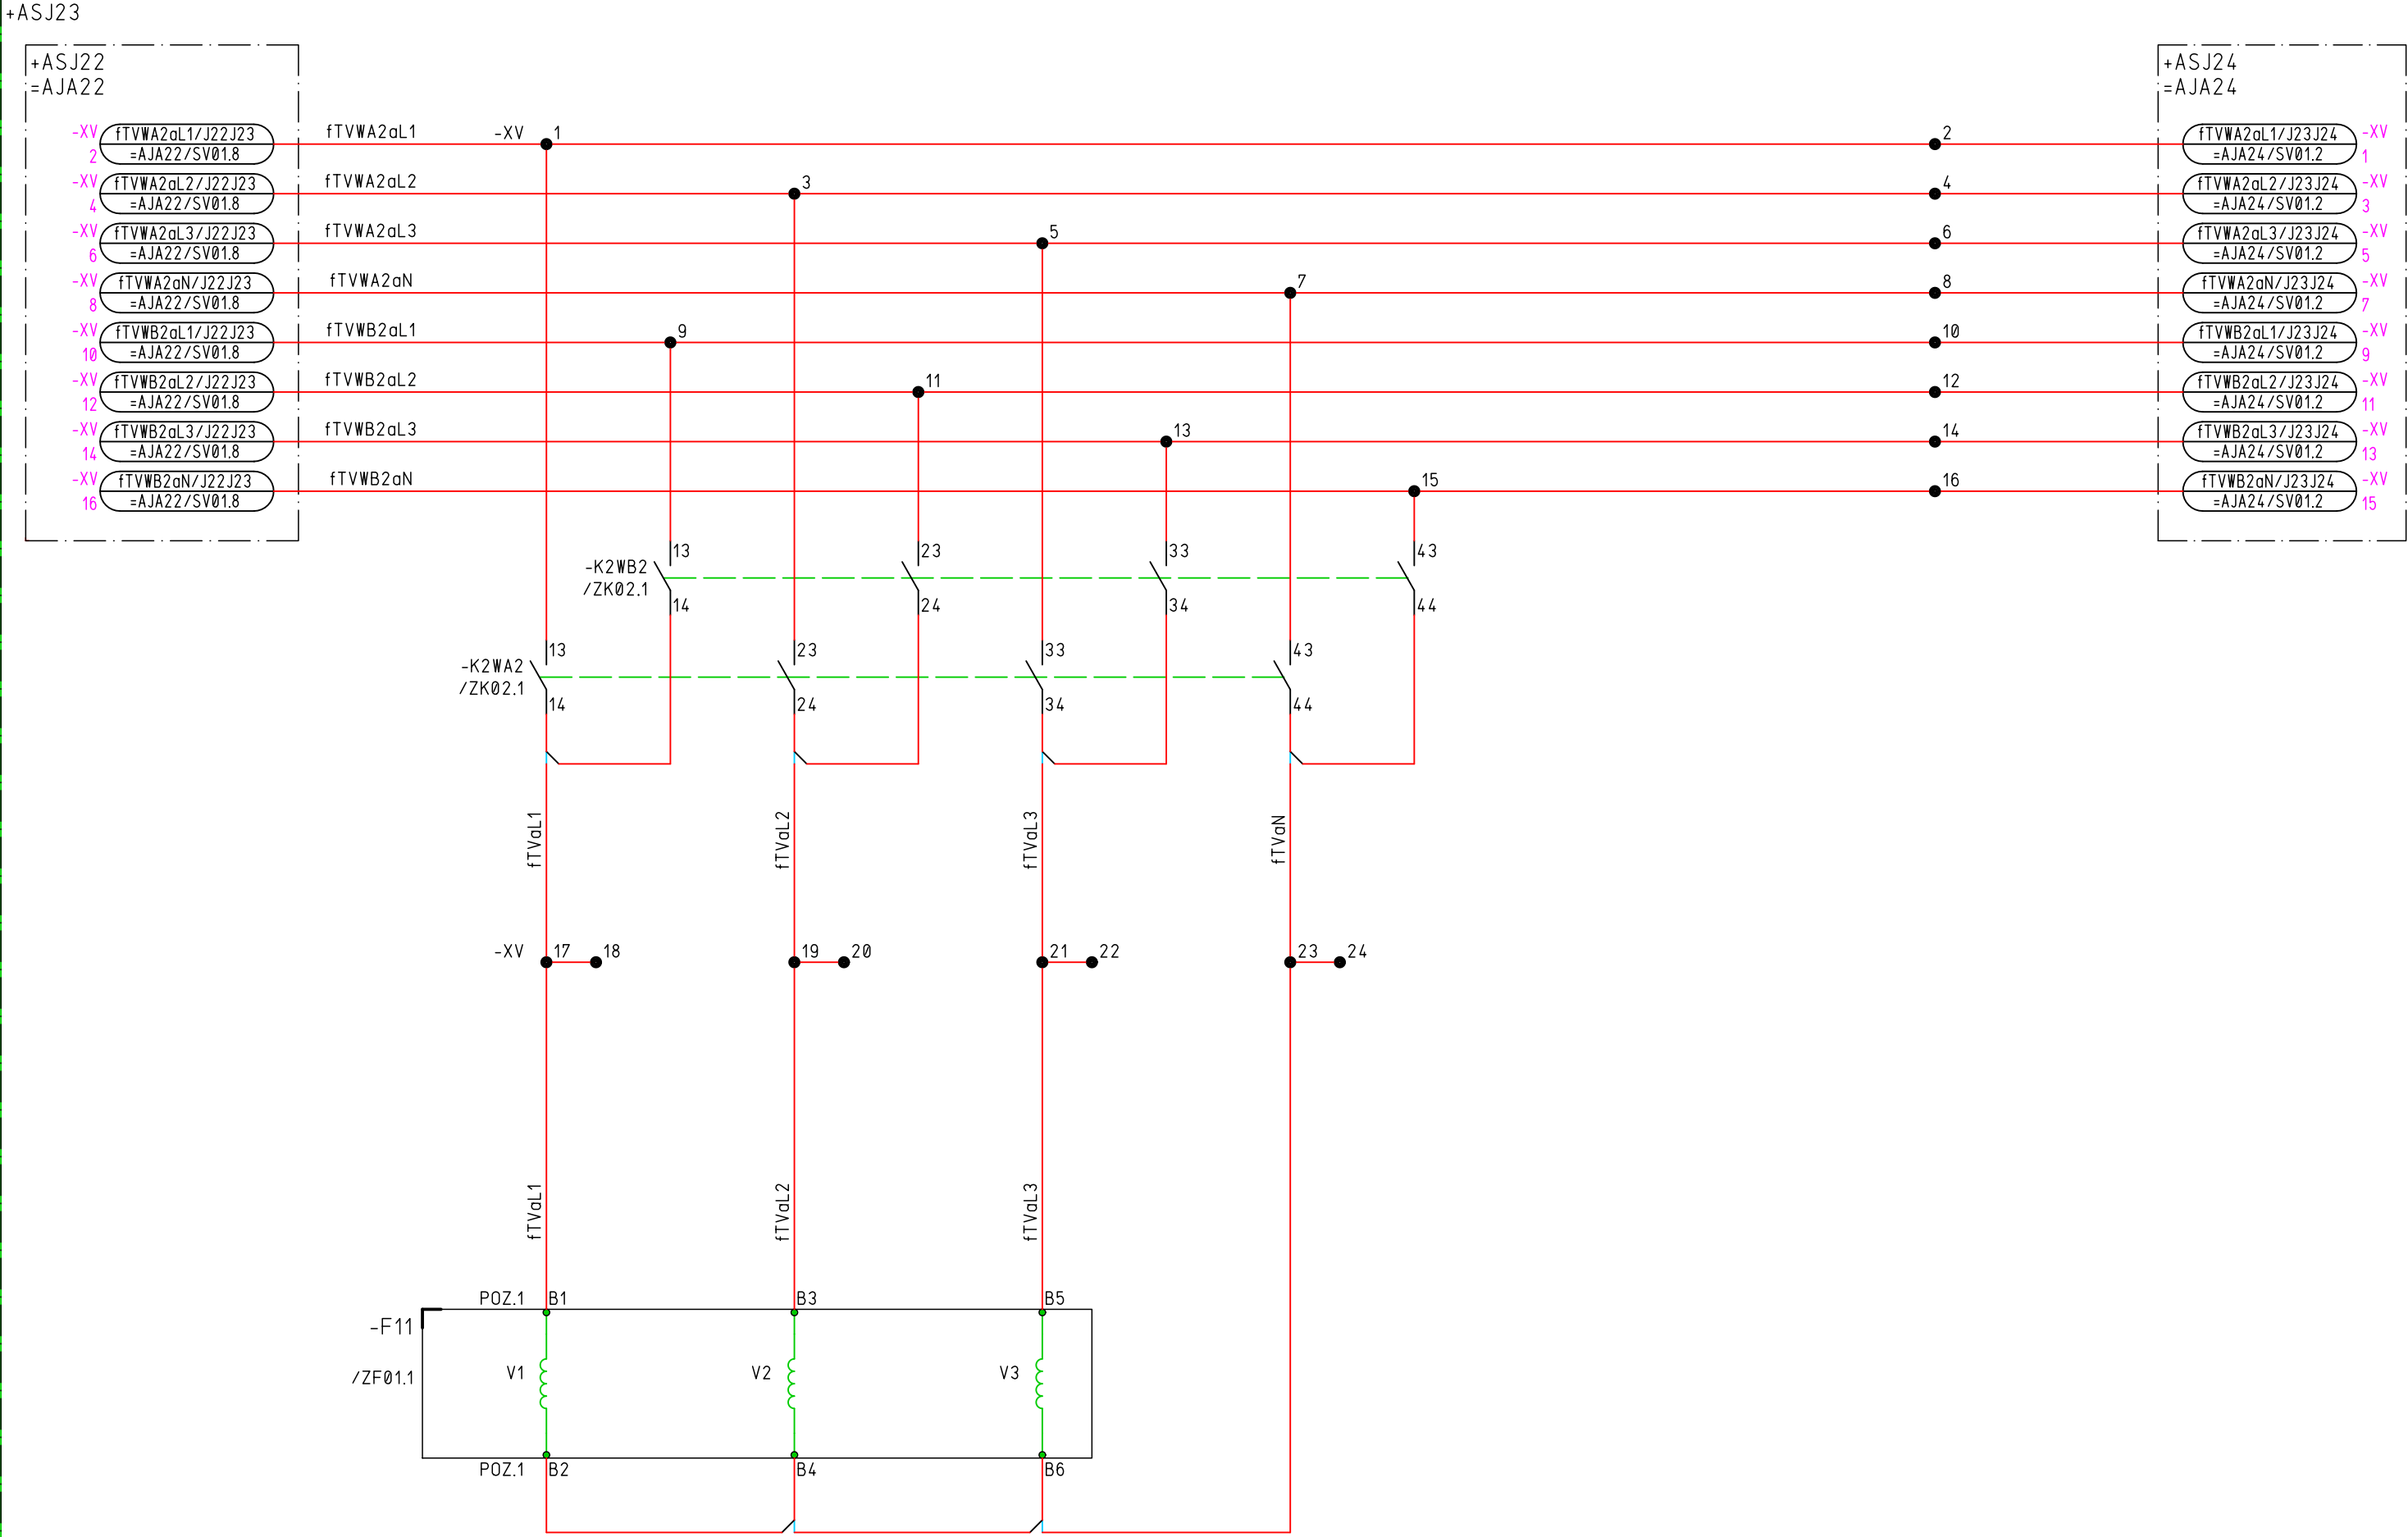 +ASJ23
+ASJ22
=AJA22
+ASJ24
=AJA24
-XV fTVWA2aL1/J22J23 fTVWA2aL1 -XV 1 2 fTVWA2aL1/J23J24 -XV
2 =AJA22/SV01.8 =AJA24/SV01.2 1
-XV fTVWA2aL2/J22J23 fTVWA2aL2 3 4 fTVWA2aL2/J23J24 -XV
4 =AJA22/SV01.8 =AJA24/SV01.2 3
-XV fTVWA2aL3/J22J23 fTVWA2aL3 5 6 fTVWA2aL3/J23J24 -XV
6 =AJA22/SV01.8 =AJA24/SV01.2 5
-XV fTVWA2aN/J22J23 fTVWA2aN 7 8 fTVWA2aN/J23J24 -XV
8 =AJA22/SV01.8 =AJA24/SV01.2 7
-XV fTVWB2aL1/J22J23 fTVWB2aL1 9 10 fTVWB2aL1/J23J24 -XV
10 =AJA22/SV01.8 =AJA24/SV01.2 9
-XV fTVWB2aL2/J22J23 fTVWB2aL2 11 12 fTVWB2aL2/J23J24 -XV
12 =AJA22/SV01.8 =AJA24/SV01.2 11
-XV fTVWB2aL3/J22J23 fTVWB2aL3 13 14 fTVWB2aL3/J23J24 -XV
14 =AJA22/SV01.8 =AJA24/SV01.2 13
-XV fTVWB2aN/J22J23 fTVWB2aN 15 16 fTVWB2aN/J23J24 -XV
16 =AJA22/SV01.8 =AJA24/SV01.2 15
13 23 33 43
-K2WB2
/ZK02.1
14 24 34 44
13 23 33 43
-K2WA2
/ZK02.1
14 24 34 44
fTVaL1 fTVaL2 fTVaL3 fTVaN
-XV 17 18 19 20 21 22 23 24
fTVaL1 fTVaL2 fTVaL3
POZ.1 B1 B3 B5
-F11
/ZF01.1 V1 V2 V3
POZ.1 B2 B4 B6